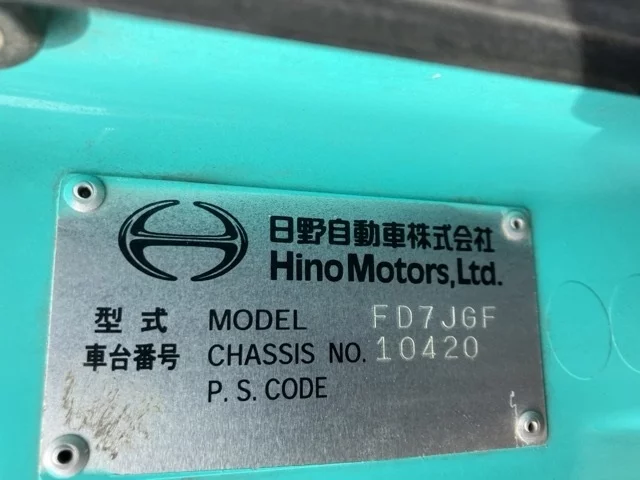 日野自動車株式会社
Hino Motors, Ltd.
型式 MODEL FD7JGF
車台番号 CHASSIS NO. 10420
P. S. CODE